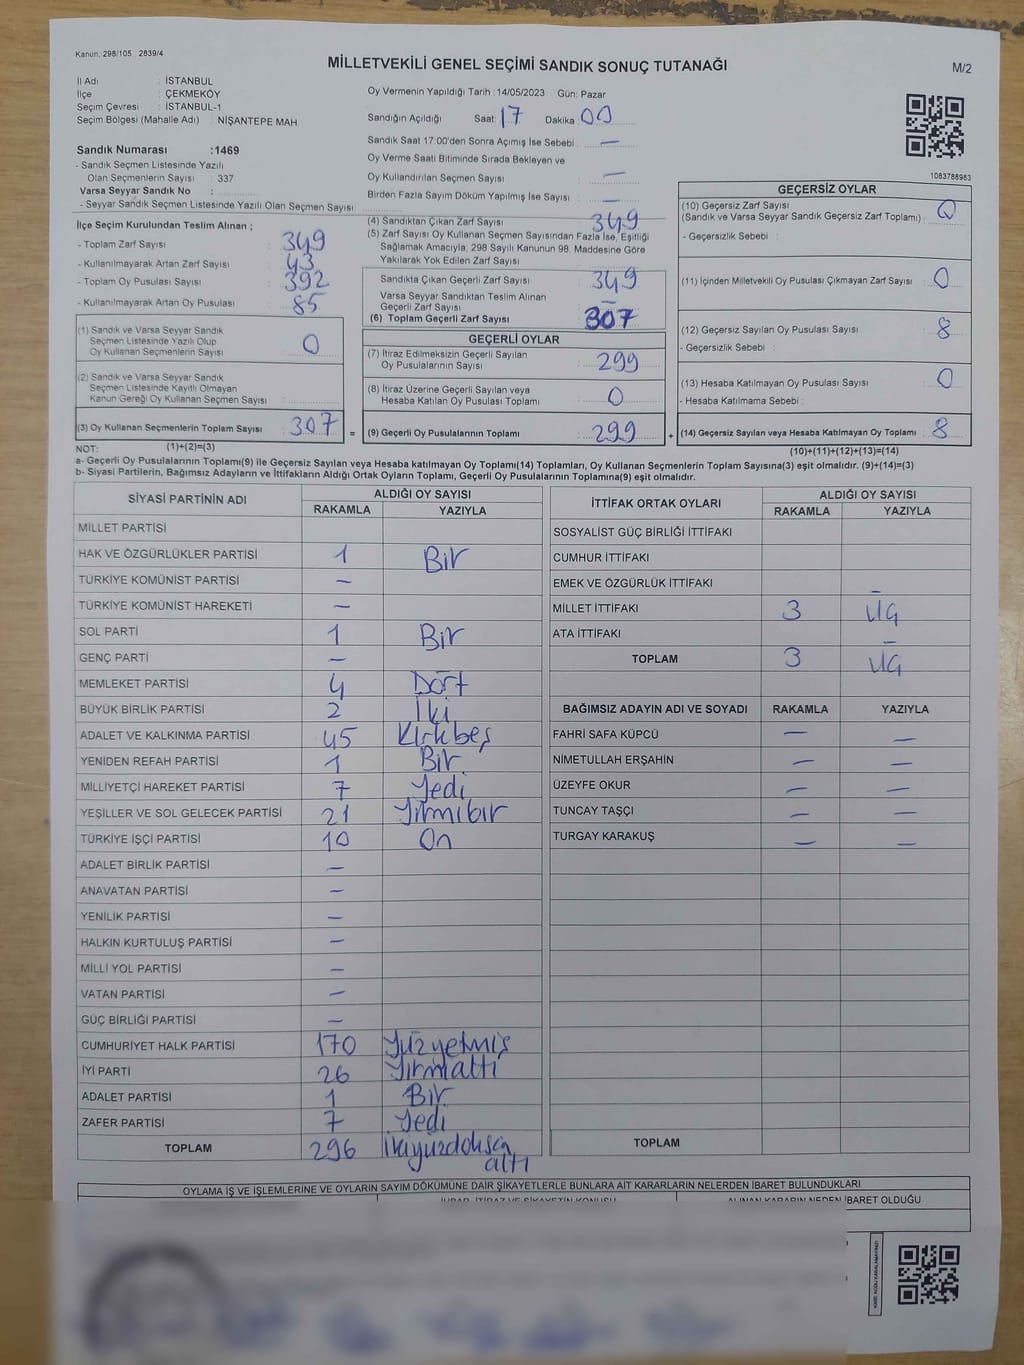 Kanun; 298/105 2839/4
MİLLETVEKİLİ GENEL SEÇİMİ SANDIK SONUÇ TUTANAĞI
M/2
İl Adı : İSTANBUL
İlçe : ÇEKMEKÖY
Seçim Çevresi : İSTANBUL-1
Seçim Bölgesi (Mahalle Adı) : NİŞANTEPE MAH.
Sandık Numarası :1469
- Sandık Seçmen Listesinde Yazılı
Olan Seçmenlerin Sayısı : 337
Varsa Seyyar Sandık No :
- Seyyar Sandık Seçmen Listesinde Yazılı Olan Seçmen Sayısı
Oy Vermenin Yapıldığı Tarih :14/05/2023 Gün: Pazar
Sandığın Açıldığı Saat: 17 Dakika 00
Sandık Saat 17:00'den Sonra Açımış İse Sebebi : —
Oy Verme Saati Bitiminde Sırada Bekleyen ve
Oy Kullandırılan Seçmen Sayısı : —
Birden Fazla Sayım Döküm Yapılmış İse Sayısı : —
1083788983
İlçe Seçim Kurulundan Teslim Alınan ;
- Toplam Zarf Sayısı : 349
- Kullanılmayarak Artan Zarf Sayısı : 43
- Toplam Oy Pusulası Sayısı : 392
- Kullanılmayarak Artan Oy Pusulası : 85
(1) Sandık ve Varsa Seyyar Sandık
Seçmen Listesinde Yazılı Olup
Oy Kullanan Seçmenlerin Sayısı : 0
(2) Sandık ve Varsa Seyyar Sandık
Seçmen Listesinde Kayıtlı Olmayan
Kanun Gereği Oy Kullanan Seçmen Sayısı :
(3) Oy Kullanan Seçmenlerin Toplam Sayısı : 307 =
(4) Sandıktan Çıkan Zarf Sayısı : 349
(5) Zarf Sayısı Oy Kullanan Seçmen Sayısından Fazla İse, Eşitliği
Sağlamak Amacıyla; 298 Sayılı Kanunun 98. Maddesine Göre
Yakılarak Yok Edilen Zarf Sayısı :
Sandıkta Çıkan Geçerli Zarf Sayısı : 349
Varsa Seyyar Sandıktan Teslim Alınan
Geçerli Zarf Sayısı : —
(6) Toplam Geçerli Zarf Sayısı : 307
GEÇERLİ OYLAR
(7) İtiraz Edilmeksizin Geçerli Sayılan
Oy Pusulalarının Sayısı : 299
(8) İtiraz Üzerine Geçerli Sayılan veya
Hesaba Katılan Oy Pusulası Toplamı : 0
(9) Geçerli Oy Pusulalarının Toplamı : 299 +
GEÇERSİZ OYLAR
(10) Geçersiz Zarf Sayısı : 0
(Sandık ve Varsa Seyyar Sandık Geçersiz Zarf Toplamı)
- Geçersizlik Sebebi :
(11) İçinden Milletvekili Oy Pusulası Çıkmayan Zarf Sayısı : 0
(12) Geçersiz Sayılan Oy Pusulası Sayısı : 8
- Geçersizlik Sebebi :
(13) Hesaba Katılmayan Oy Pusulası Sayısı : 0
- Hesaba Katılmama Sebebi :
(14) Geçersiz Sayılan veya Hesaba Katılmayan Oy Toplamı : 8
NOT: (1)+(2)=(3)
(10)+(11)+(12)+(13)=(14)
a- Geçerli Oy Pusulalarının Toplamı(9) ile Geçersiz Sayılan veya Hesaba katılmayan Oy Toplamı(14) Toplamları, Oy Kullanan Seçmenlerin Toplam Sayısına(3) eşit olmalıdır. (9)+(14)=(3)
b- Siyasi Partilerin, Bağımsız Adayların ve İttifakların Aldığı Ortak Oyların Toplamı, Geçerli Oy Pusulalarının Toplamına(9) eşit olmalıdır.
SİYASİ PARTİNİN ADI ALDIĞI OY SAYISI
RAKAMLA YAZIYLA
MİLLET PARTİSİ
HAK VE ÖZGÜRLÜKLER PARTİSİ 1 Bir
TÜRKİYE KOMÜNİST PARTİSİ —
TÜRKİYE KOMÜNİST HAREKETİ —
SOL PARTİ 1 Bir
GENÇ PARTİ —
MEMLEKET PARTİSİ 4 Dört
BÜYÜK BİRLİK PARTİSİ 2 İki
ADALET VE KALKINMA PARTİSİ 45 Kırkbeş
YENİDEN REFAH PARTİSİ 1 Bir
MİLLİYETÇİ HAREKET PARTİSİ 7 Yedi
YEŞİLLER VE SOL GELECEK PARTİSİ 21 Yirmibir
TÜRKİYE İŞÇİ PARTİSİ 10 On
ADALET BİRLİK PARTİSİ —
ANAVATAN PARTİSİ —
YENİLİK PARTİSİ —
HALKIN KURTULUŞ PARTİSİ —
MİLLİ YOL PARTİSİ —
VATAN PARTİSİ —
GÜÇ BİRLİĞİ PARTİSİ —
CUMHURİYET HALK PARTİSİ 170 Yüzyetmiş
İYİ PARTİ 26 Yirmialtı
ADALET PARTİSİ 1 Bir
ZAFER PARTİSİ 7 Yedi
TOPLAM 296 İkiyüzdoksan
altı
İTTİFAK ORTAK OYLARI ALDIĞI OY SAYISI
RAKAMLA YAZIYLA
SOSYALİST GÜÇ BİRLİĞİ İTTİFAKI
CUMHUR İTTİFAKI
EMEK VE ÖZGÜRLÜK İTTİFAKI
MİLLET İTTİFAKI 3 Üç
ATA İTTİFAKI
TOPLAM 3 Üç
BAĞIMSIZ ADAYIN ADI VE SOYADI RAKAMLA YAZIYLA
FAHRİ SAFA KÜPCÜ — —
NİMETULLAH ERŞAHİN — —
ÜZEYFE OKUR — —
TUNCAY TAŞÇI — —
TURGAY KARAKUŞ — —
TOPLAM
OYLAMA İŞ VE İŞLEMLERİNE VE OYLARIN SAYIM DÖKÜMÜNE DAİR ŞİKAYETLERLE BUNLARA AİT KARARLARIN NELERDEN İBARET BULUNDUKLARI
ALINAN KARARIN NEDEN İBARET OLDUĞU